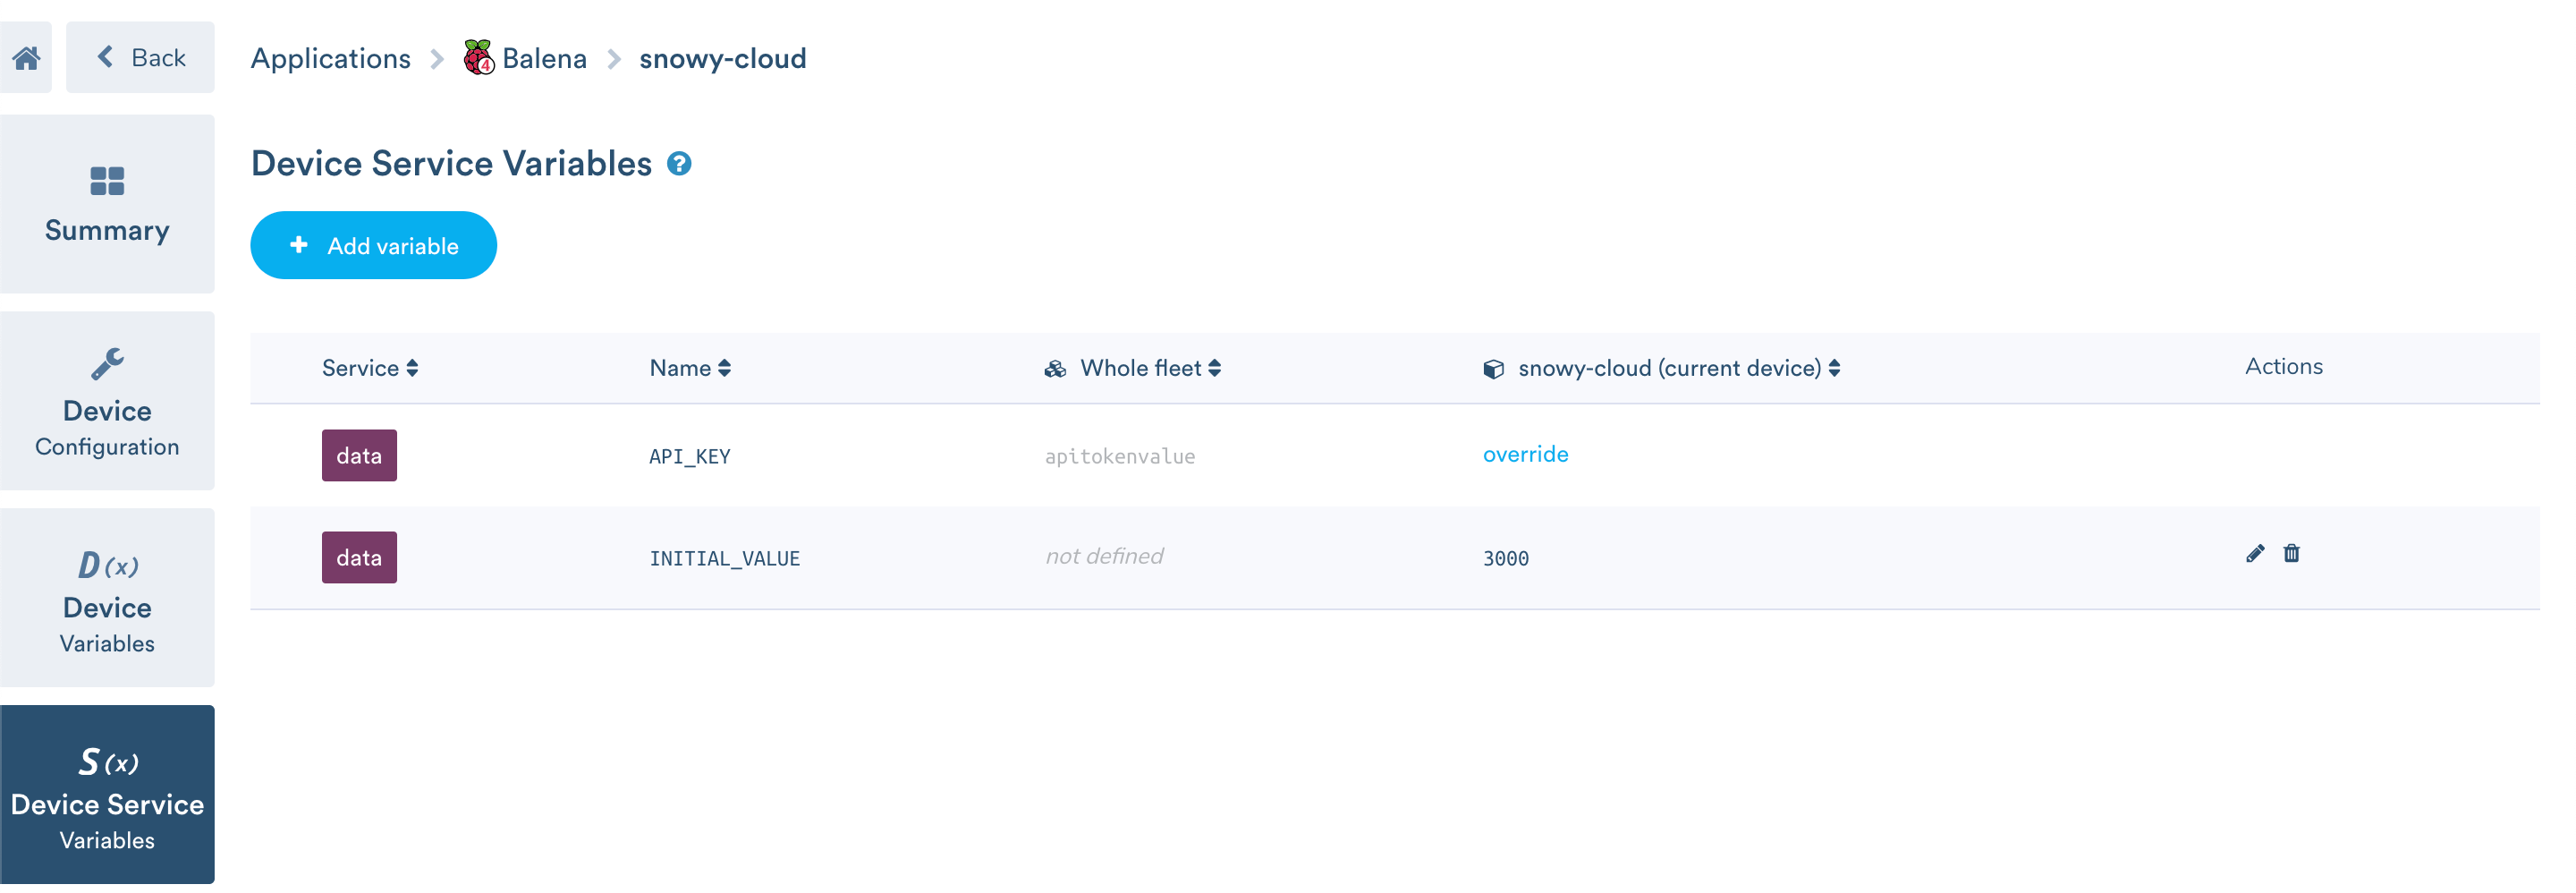 Back
Applications
Balena
snowy-cloud
Summary
Device
Configuration
D(x)
Device
Variables
S(x)
Device Service
Variables
Device Service Variables ?
+ Add variable
Service Name Whole fleet snowy-cloud (current device) Actions
data API_KEY apitokenvalue override
data INITIAL_VALUE not defined 3000
4